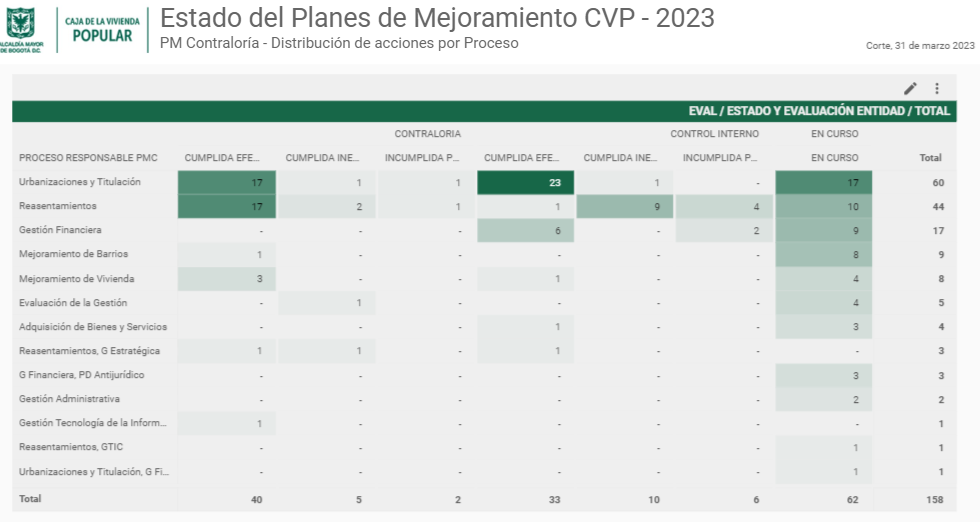 ALCALDÍA MAYOR
DE BOGOTÁ D.C.
CAJA DE LA VIVIENDA
POPULAR
Estado del Planes de Mejoramiento CVP - 2023
PM Contraloría - Distribución de acciones por Proceso
Corte, 31 de marzo 2023
EVAL / ESTADO Y EVALUACIÓN ENTIDAD / TOTAL
CONTRALORIA CONTROL INTERNO EN CURSO
PROCESO RESPONSABLE PMC CUMPLIDA EFE... CUMPLIDA INE... INCUMPLIDA P... CUMPLIDA EFE... CUMPLIDA INE... INCUMPLIDA P... EN CURSO Total
Urbanizaciones y Titulación 17 1 1 23 1 - 17 60
Reasentamientos 17 2 1 1 9 4 10 44
Gestión Financiera - - - 6 - 2 9 17
Mejoramiento de Barrios 1 - - - - - 8 9
Mejoramiento de Vivienda 3 - - 1 - - 4 8
Evaluación de la Gestión - 1 - - - - 4 5
Adquisición de Bienes y Servicios - - - 1 - - 3 4
Reasentamientos, G Estratégica 1 1 - 1 - - - 3
G Financiera, PD Antijurídico - - - - - - 3 3
Gestión Administrativa - - - - - - 2 2
Gestión Tecnología de la Inform... 1 - - - - - - 1
Reasentamientos, GTIC - - - - - - 1 1
Urbanizaciones y Titulación, G Fi... - - - - - - 1 1
Total 40 5 2 33 10 6 62 158